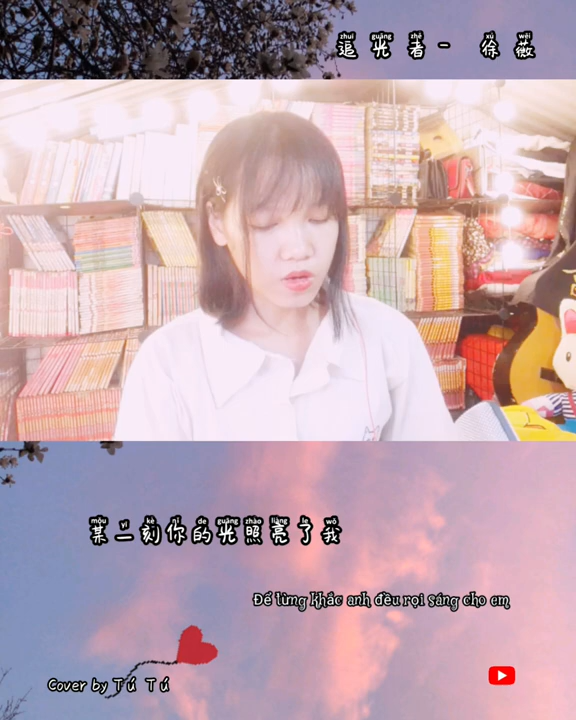 zhuī guāng zhě xú wēi
追光者 - 徐薇
mǒu yī kè nǐ de guāng zhào liàng le wǒ
某一刻你的光照亮了我
Để từng khắc anh đều rọi sáng cho em
Cover by Tú Tú